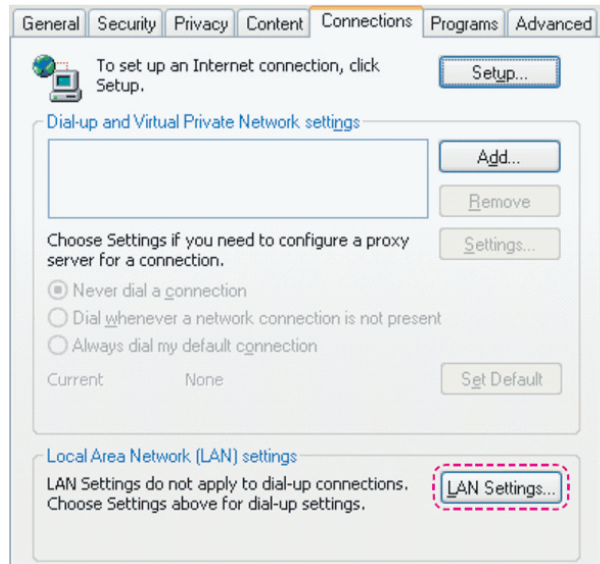 General Security Privacy Content Connections Programs Advanced
To set up an Internet connection, click
Setup.
Setup...
Dial-up and Virtual Private Network settings
Add...
Remove
Choose Settings if you need to configure a proxy
server for a connection.
Settings...
Never dial a connection
Dial whenever a network connection is not present
Always dial my default connection
Current None
Set Default
Local Area Network (LAN) settings
LAN Settings do not apply to dial-up connections.
Choose Settings above for dial-up settings.
LAN Settings...